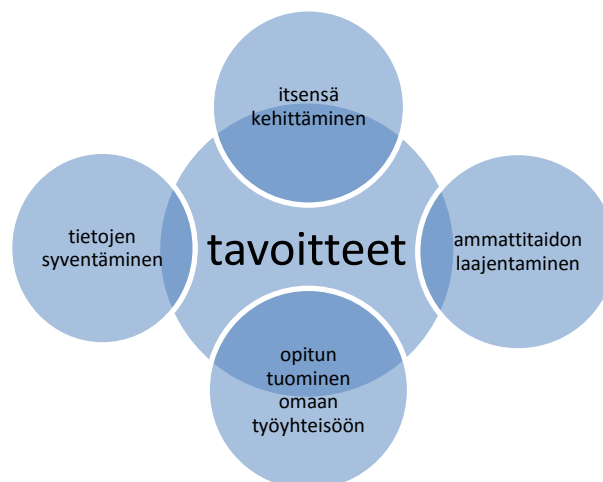 itsensä
kehittäminen
tietojen
syventäminen
tavoitteet
ammattitaidon
laajentaminen
opitun
tuominen
omaan
työyhteisöön